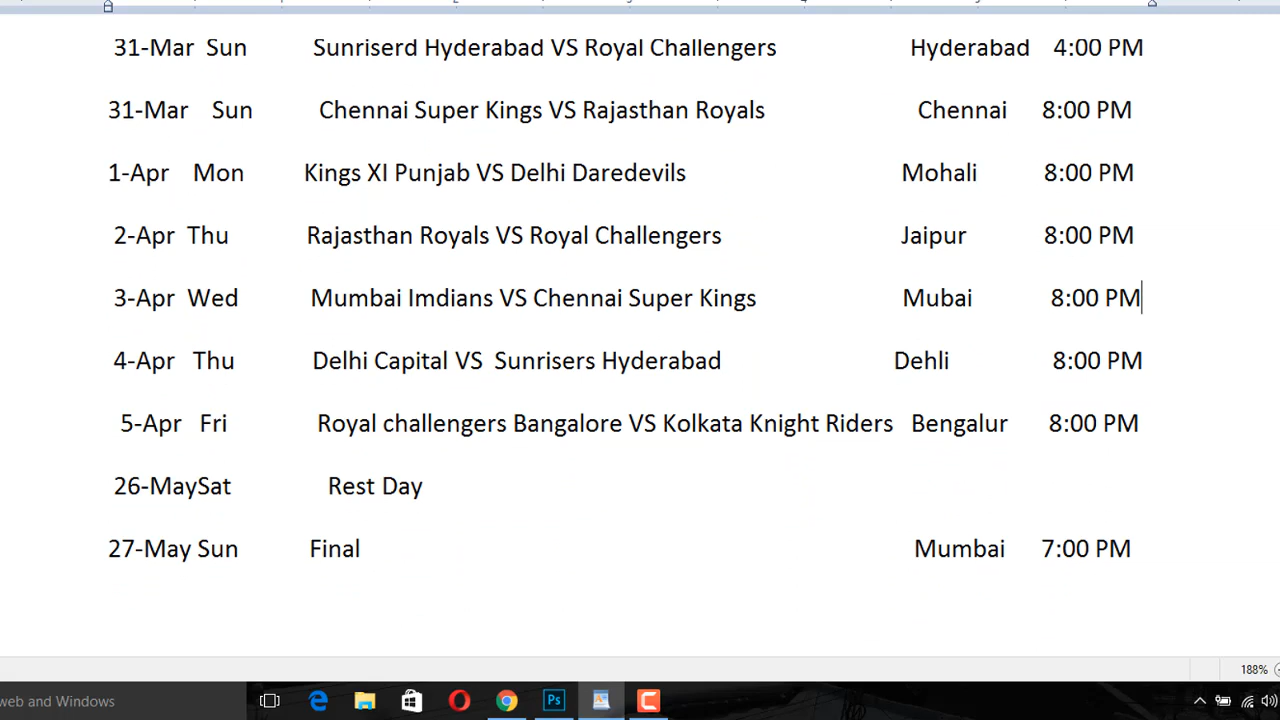 31-Mar Sun Sunriserd Hyderabad VS Royal Challengers Hyderabad 4:00 PM
31-Mar Sun Chennai Super Kings VS Rajasthan Royals Chennai 8:00 PM
1-Apr Mon Kings XI Punjab VS Delhi Daredevils Mohali 8:00 PM
2-Apr Thu Rajasthan Royals VS Royal Challengers Jaipur 8:00 PM
3-Apr Wed Mumbai Imdians VS Chennai Super Kings Mubai 8:00 PM
4-Apr Thu Delhi Capital VS Sunrisers Hyderabad Dehli 8:00 PM
5-Apr Fri Royal challengers Bangalore VS Kolkata Knight Riders Bengalur 8:00 PM
26-MaySat Rest Day
27-May Sun Final Mumbai 7:00 PM
188%
web and Windows
Ps